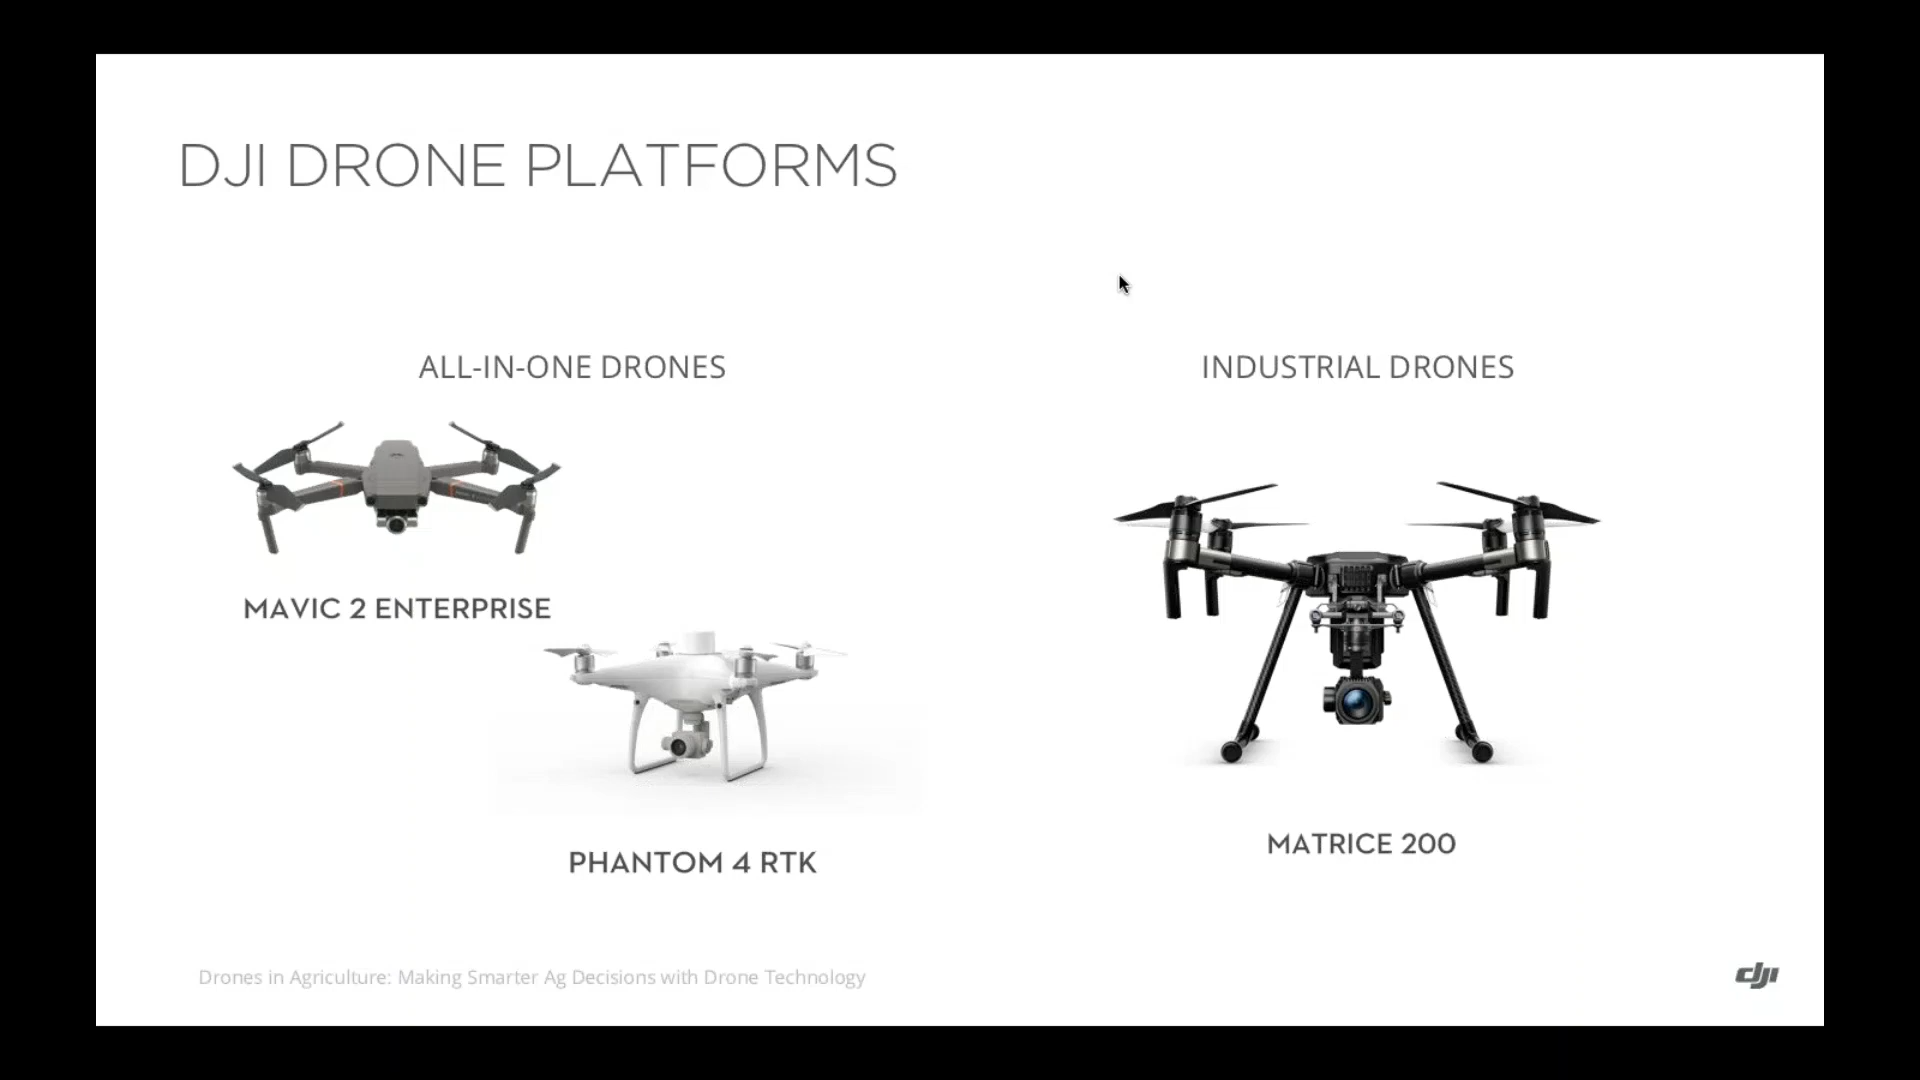 DJI DRONE PLATFORMS
ALL-IN-ONE DRONES
INDUSTRIAL DRONES
MAVIC 2 ENTERPRISE
PHANTOM 4 RTK
MATRICE 200
Drones in Agriculture: Making Smarter Ag Decisions with Drone Technology
dji